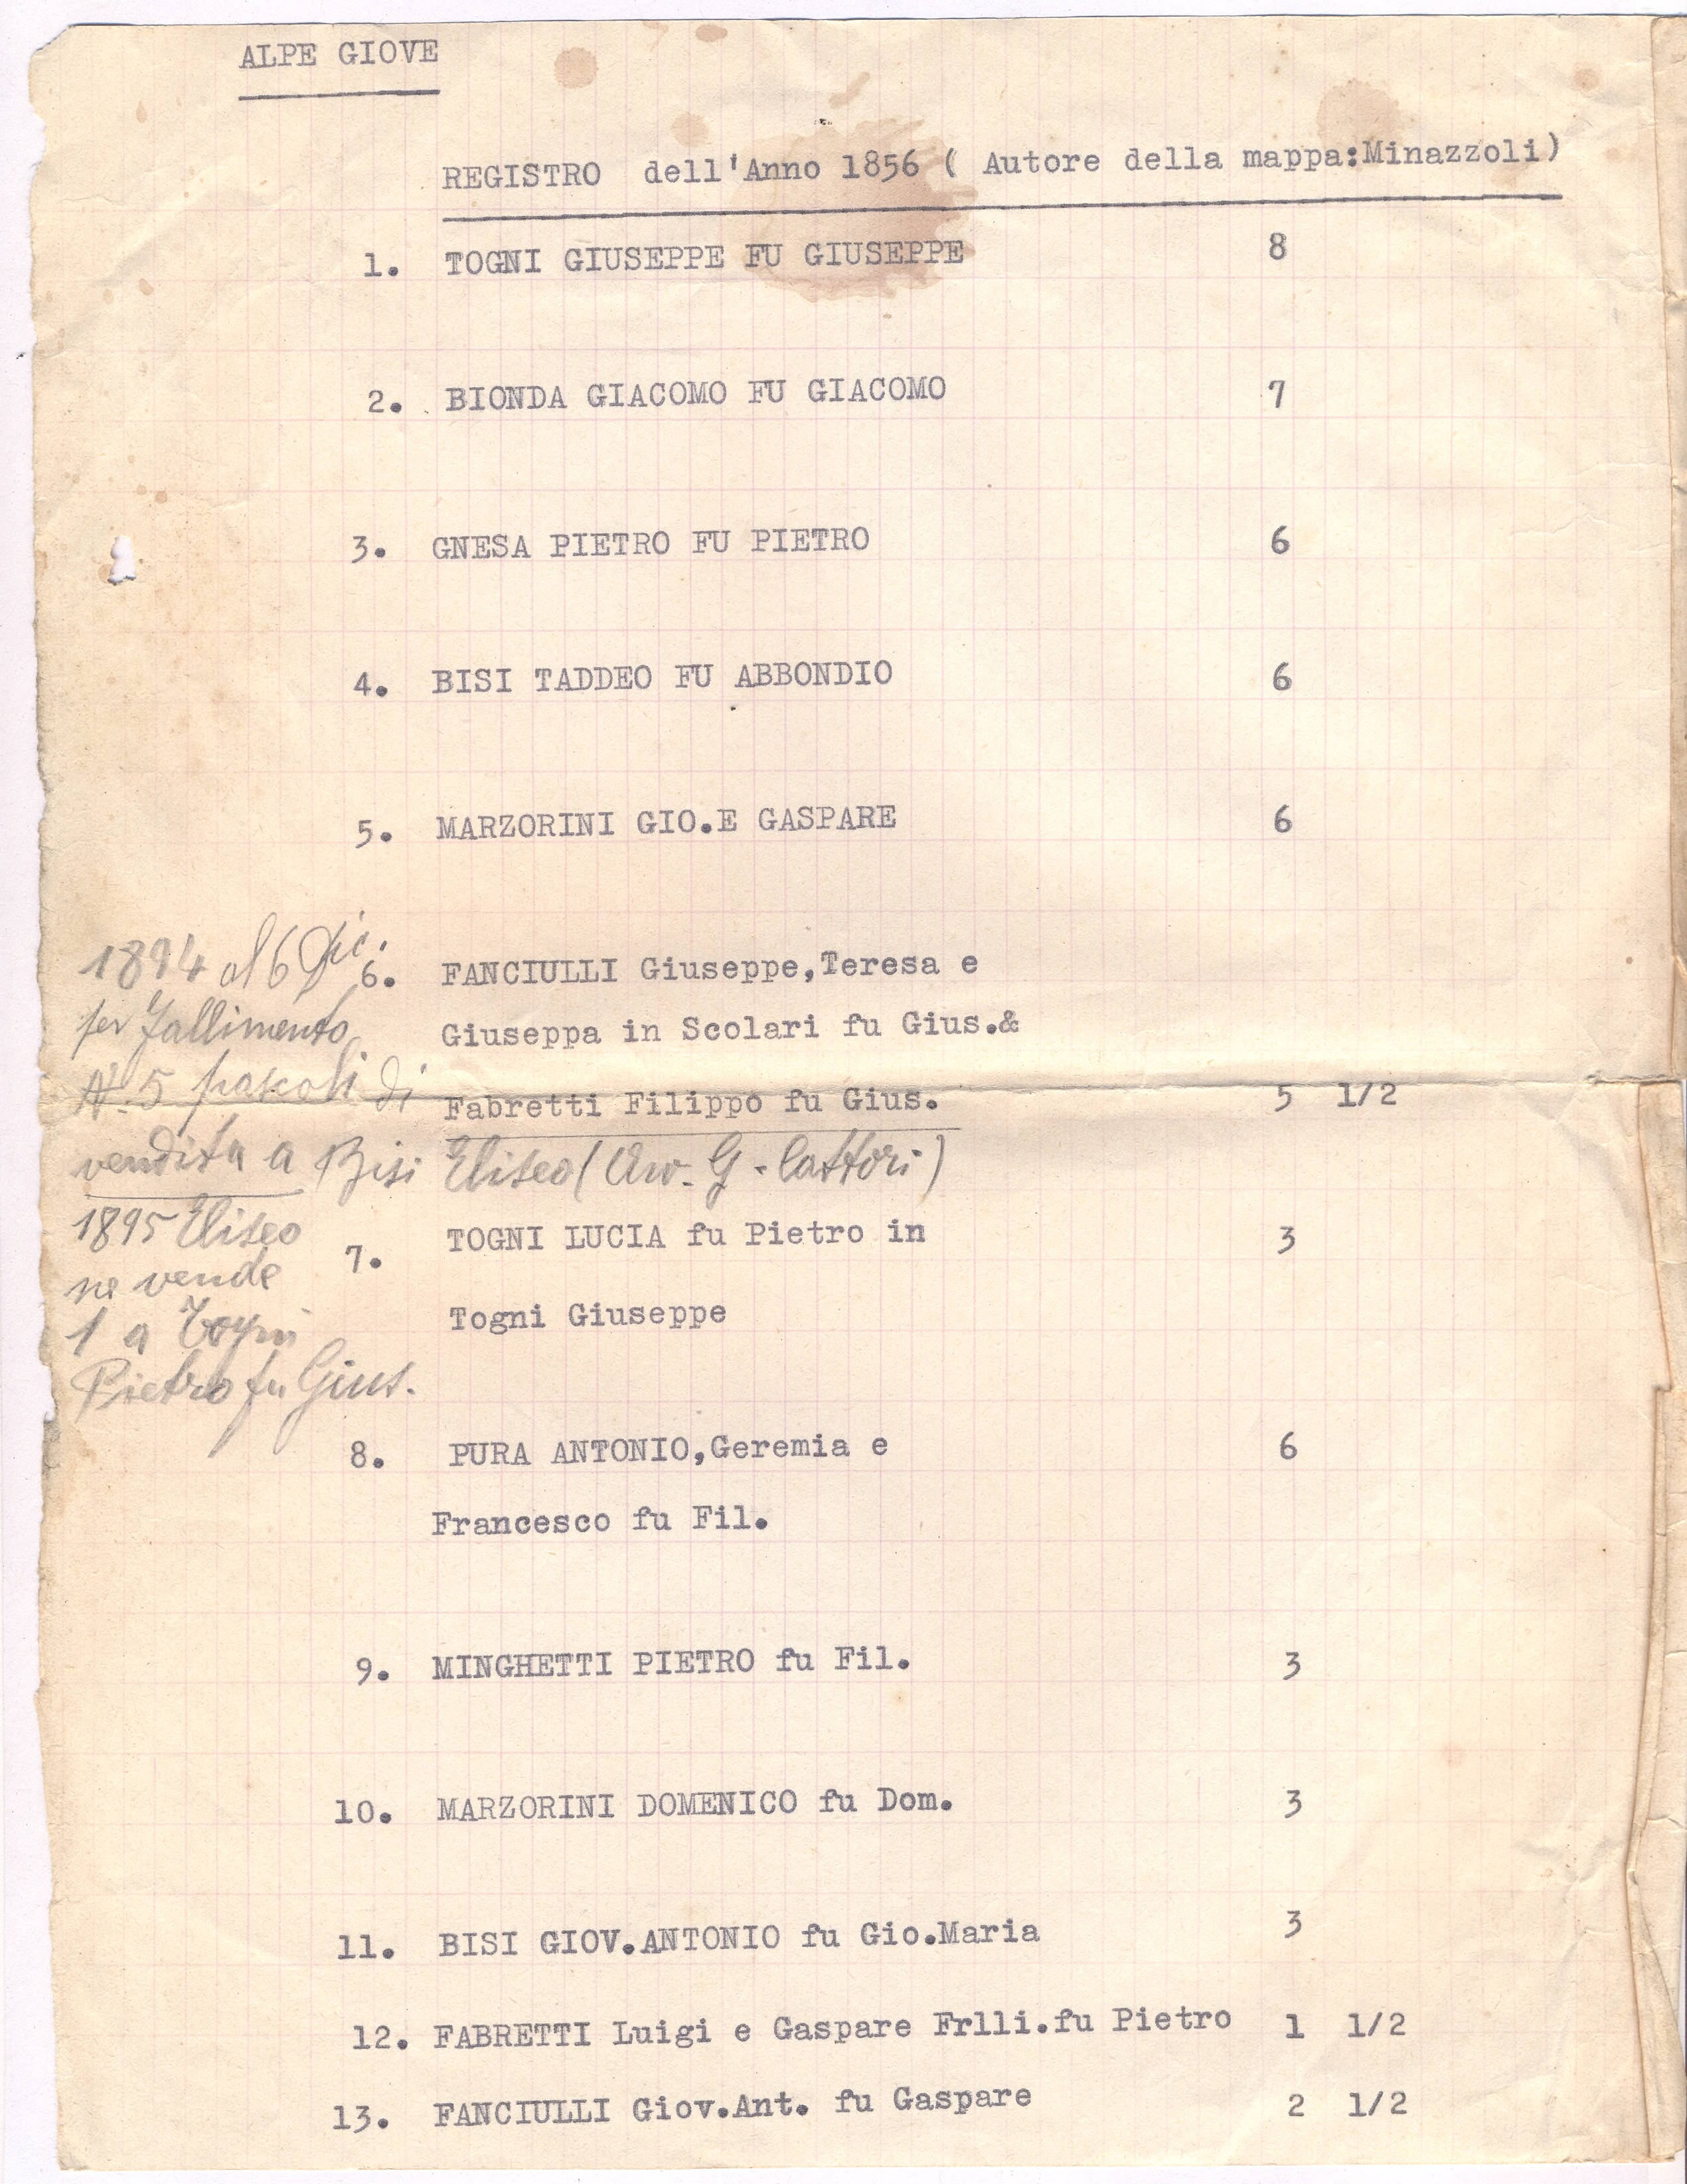 ALPE GIOVE
REGISTRO dell'Anno 1856 ( Autore della mappa:Minazzoli)
1. TOGNI GIUSEPPE FU GIUSEPPE 8
2. BIONDA GIACOMO FU GIACOMO 7
3. GNESA PIETRO FU PIETRO 6
4. BISI TADDEO FU ABBONDIO 6
5. MARZORINI GIO.E GASPARE 6
1894 al 6 Dic.
6. FANCIULLI Giuseppe,Teresa e
per fallimento
Giuseppa in Scolari fu Gius.&
N. 5 pascoli di
Fabretti Filippo fu Gius. 5 1/2
vendita a Bisi Eliseo (Avv. G. Cattori)
1895 Eliseo
7. TOGNI LUCIA fu Pietro in 3
ne vende
1 a Togni
Togni Giuseppe
Pietro fu Gius.
8. PURA ANTONIO,Geremia e 6
Francesco fu Fil.
9. MINGHETTI PIETRO fu Fil. 3
10. MARZORINI DOMENICO fu Dom. 3
11. BISI GIOV.ANTONIO fu Gio.Maria 3
12. FABRETTI Luigi e Gaspare Frlli.fu Pietro 1 1/2
13. FANCIULLI Giov.Ant. fu Gaspare 2 1/2